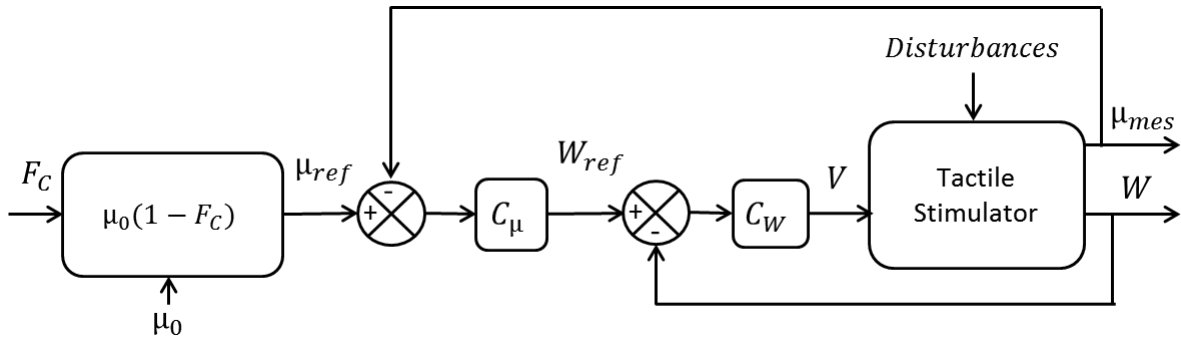 Disturbances
μ_mes
F_C
μ_ref
W_ref
V
W
μ_0(1 − F_C)
+
-
C_μ
+
-
C_W
Tactile
Stimulator
μ_0